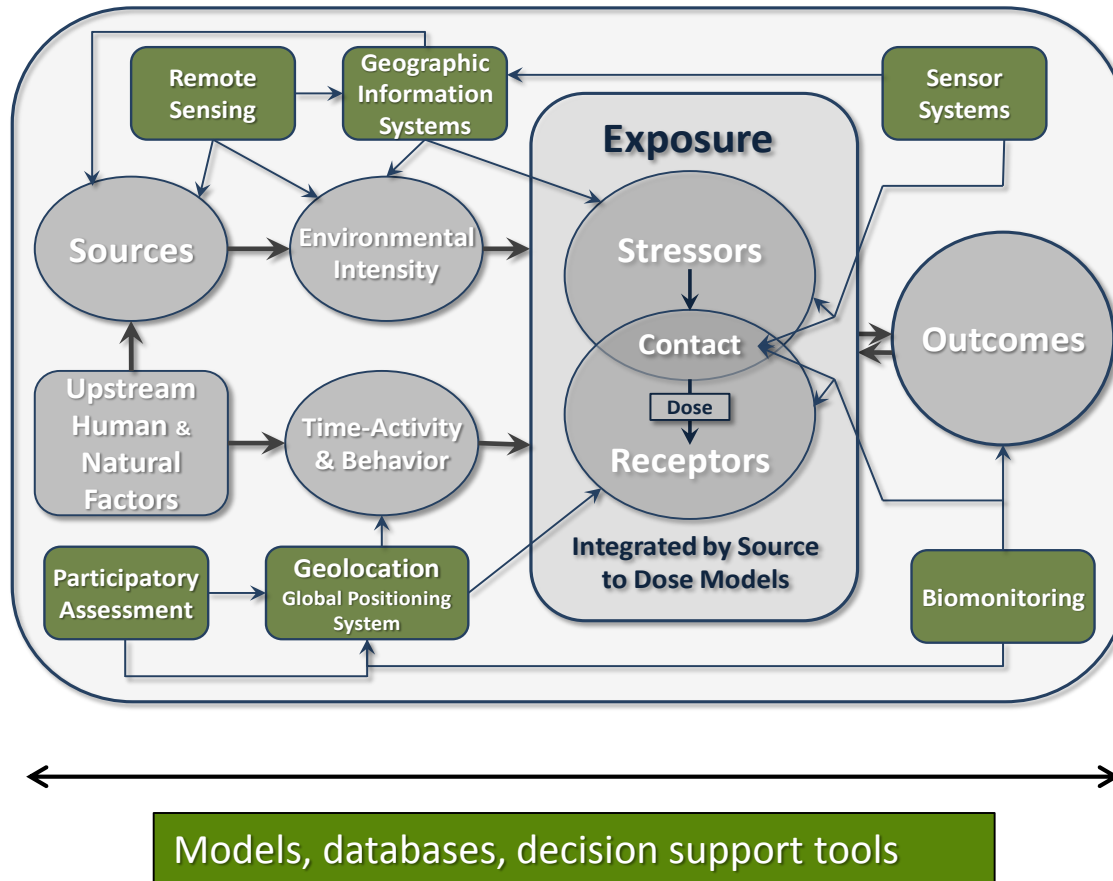 Remote
Sensing
Geographic
Information
Systems
Sensor
Systems
Exposure
Sources
Environmental
Intensity
Stressors
Contact
Outcomes
Upstream
Human &
Natural
Factors
Time-Activity
& Behavior
Dose
Receptors
Integrated by Source
to Dose Models
Participatory
Assessment
Geolocation
Global Positioning
System
Biomonitoring
Models, databases, decision support tools